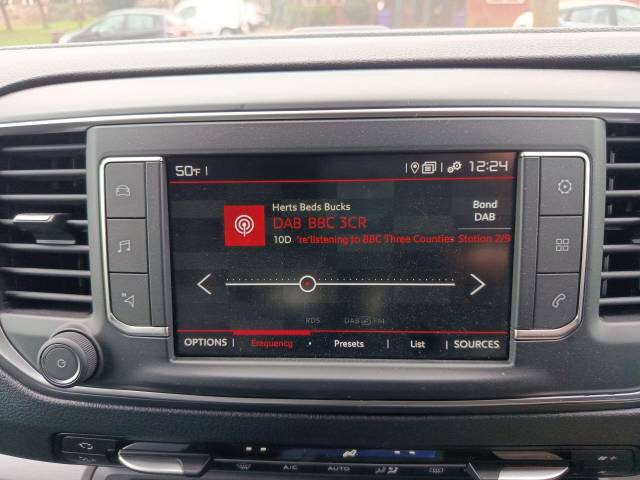 50°F
12:24
Herts Beds Bucks
DAB BBC 3CR
10D 're listening to BBC Three Counties Station 2/9
Band
DAB
RDS DAB FM
OPTIONS Frequency Presets List SOURCES
A/C AUTO